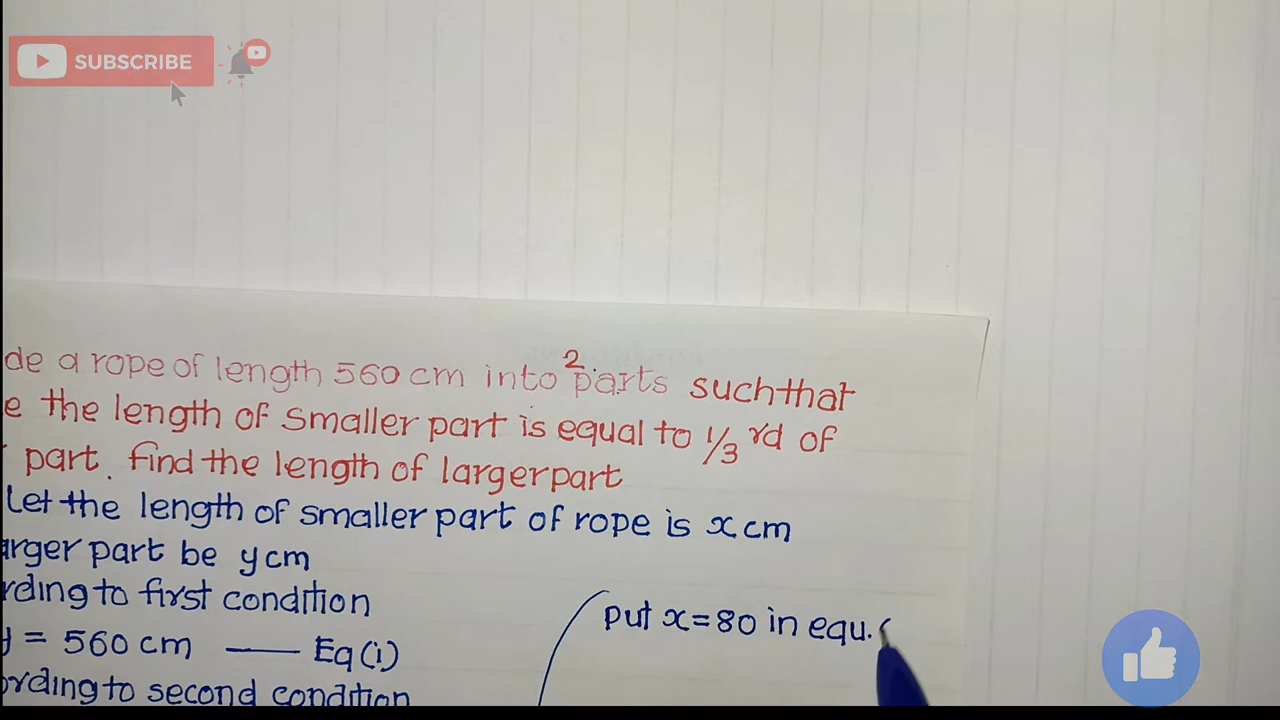 SUBSCRIBE
de a rope of length 560 cm into 2 parts such that
e the length of smaller part is equal to 1/3 rd of
part. find the length of larger part
Let the length of smaller part of rope is x cm
arger part be y cm
rding to first condition
y = 560 cm —— Eq (1)
ording to second condition
put x = 80 in equ. (